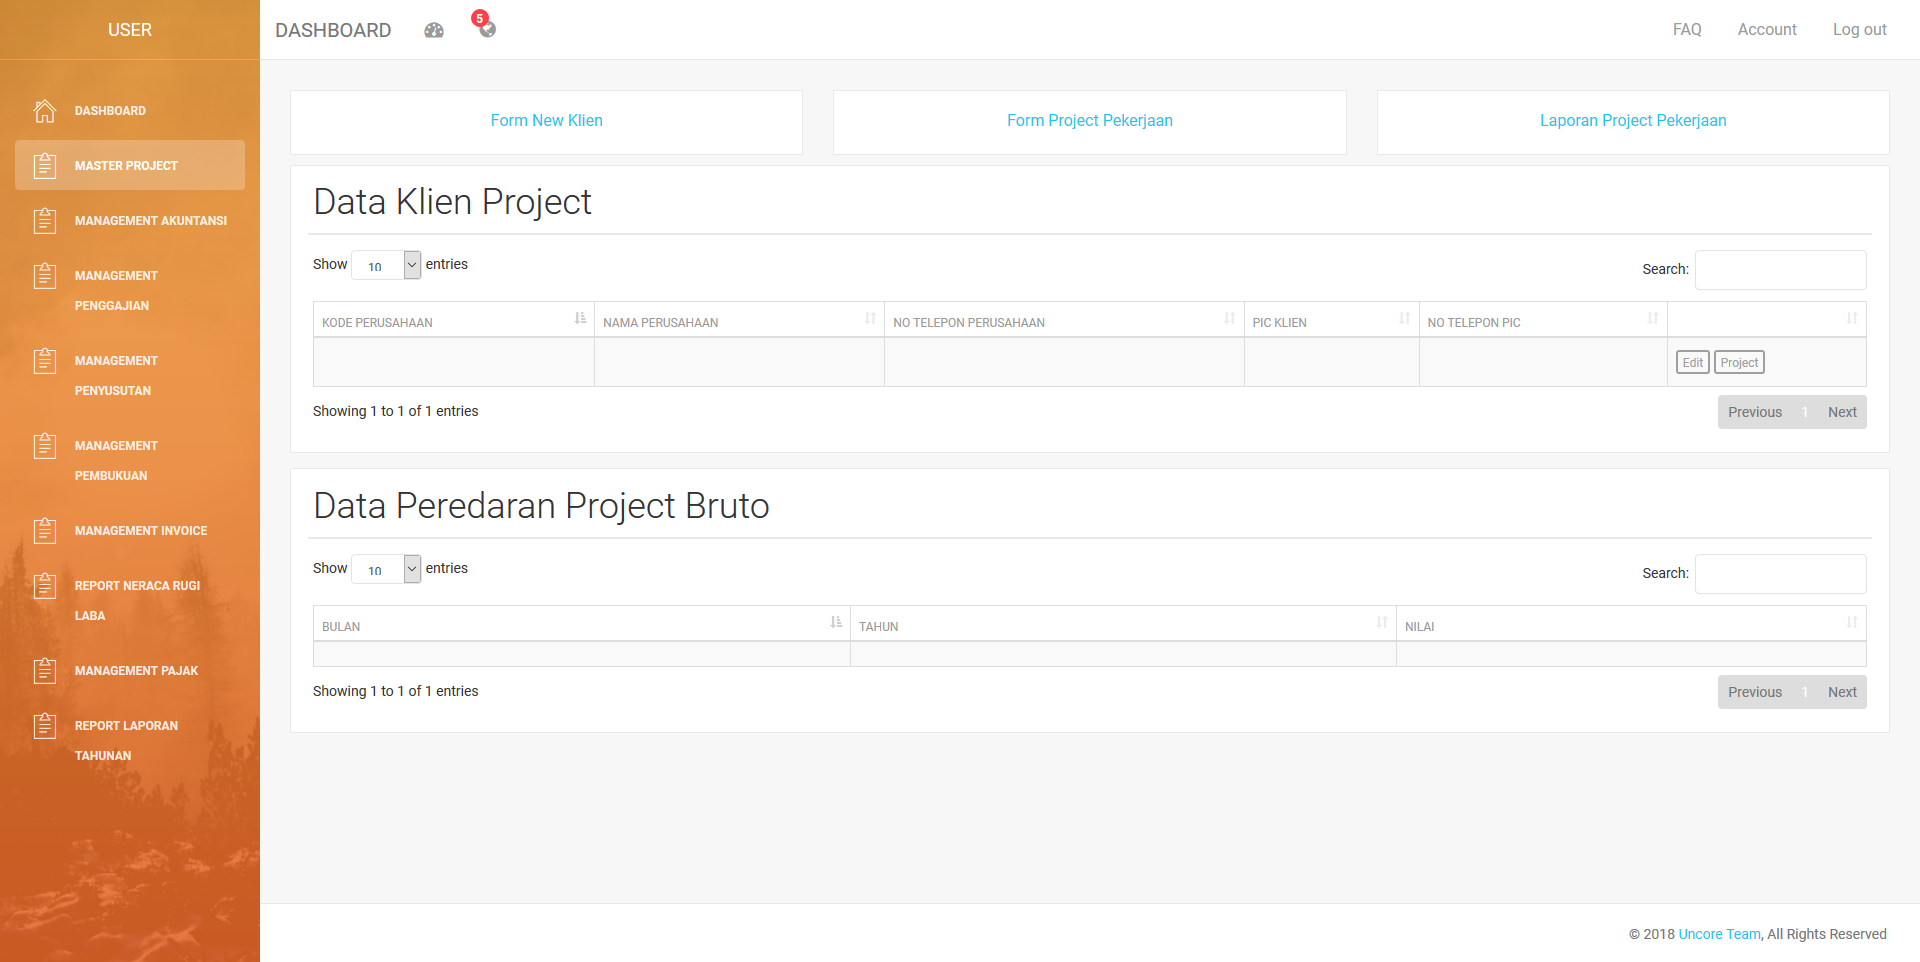 USER
DASHBOARD
5
FAQ
Account
Log out
DASHBOARD
MASTER PROJECT
MANAGEMENT AKUNTANSI
MANAGEMENT
PENGGAJIAN
MANAGEMENT
PENYUSUTAN
MANAGEMENT
PEMBUKUAN
MANAGEMENT INVOICE
REPORT NERACA RUGI
LABA
MANAGEMENT PAJAK
REPORT LAPORAN
TAHUNAN
Form New Klien
Form Project Pekerjaan
Laporan Project Pekerjaan
Data Klien Project
Show 10 entries
Search:
KODE PERUSAHAAN
NAMA PERUSAHAAN
NO TELEPON PERUSAHAAN
PIC KLIEN
NO TELEPON PIC
Edit
Project
Showing 1 to 1 of 1 entries
Previous 1 Next
Data Peredaran Project Bruto
Show 10 entries
Search:
BULAN
TAHUN
NILAI
Showing 1 to 1 of 1 entries
Previous 1 Next
© 2018 Uncore Team, All Rights Reserved